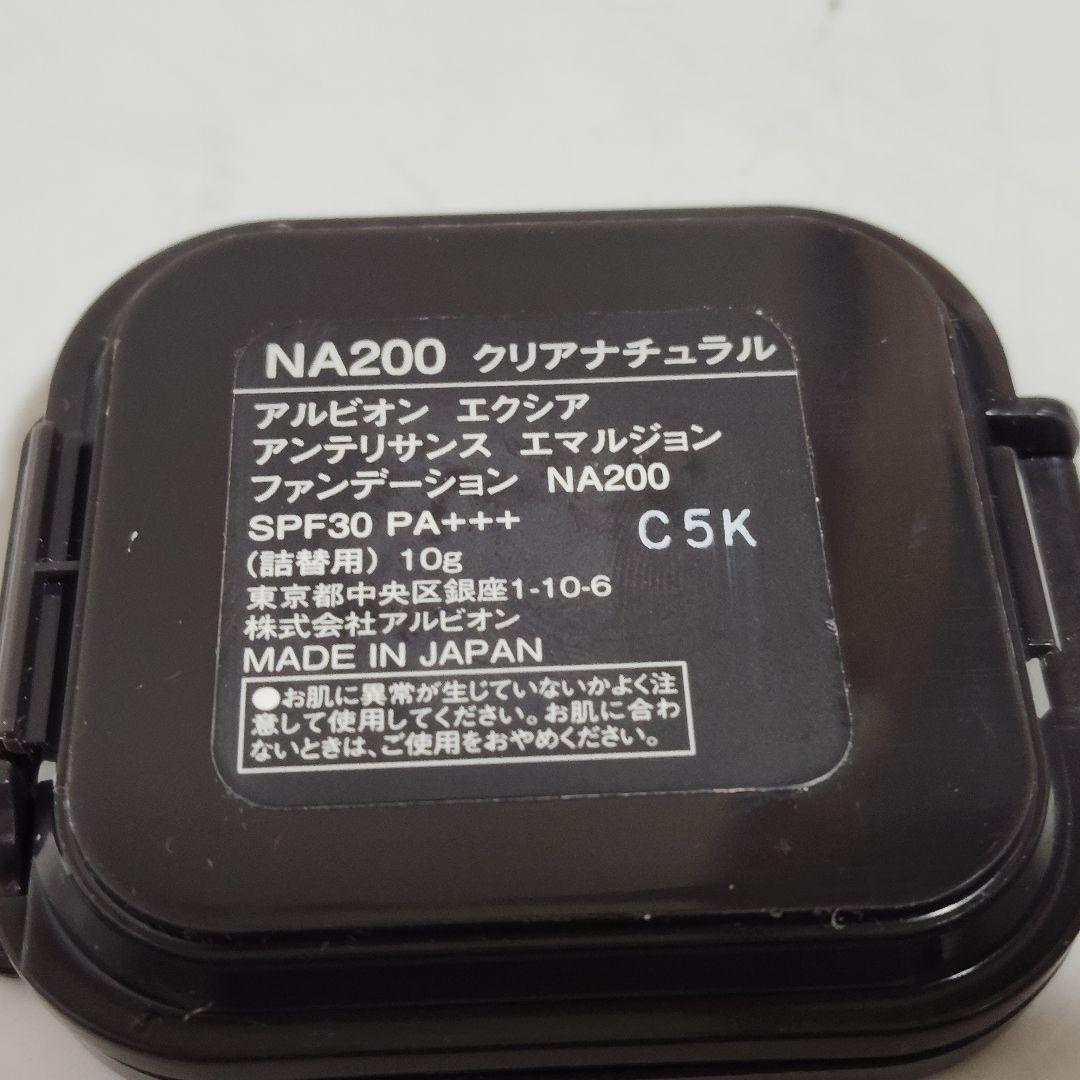 NA200 クリアナチュラル
アルビオン エクシア
アンテリサンス エマルジョン
ファンデーション NA200
SPF30 PA+++
C5K
(詰替用) 10g
東京都中央区銀座1-10-6
株式会社アルビオン
MADE IN JAPAN
●お肌に異常が生じていないかよく注
意して使用してください。お肌に合わ
ないときは、ご使用をおやめください。